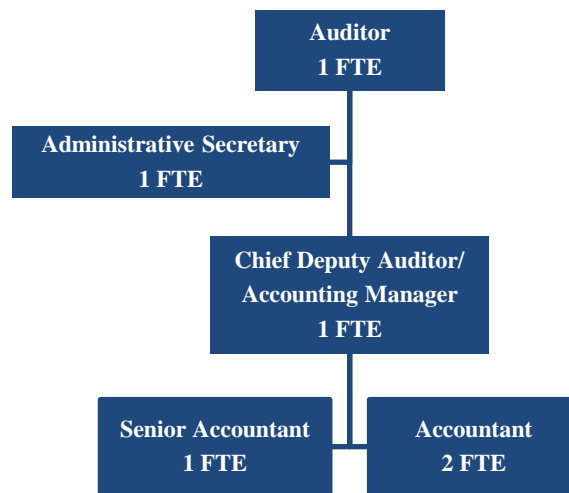 Auditor
1 FTE
Administrative Secretary
1 FTE
Chief Deputy Auditor/
Accounting Manager
1 FTE
Senior Accountant
1 FTE
Accountant
2 FTE